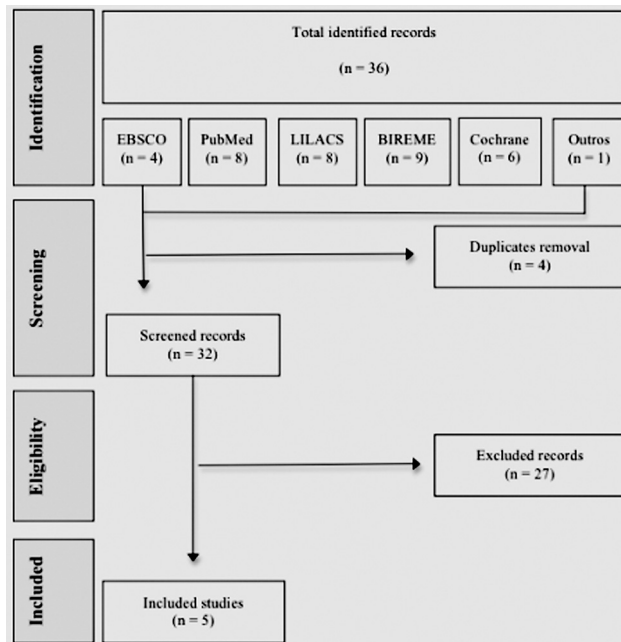 Identification
Total identified records
(n = 36)
EBSCO
(n = 4)
PubMed
(n = 8)
LILACS
(n = 8)
BIREME
(n = 9)
Cochrane
(n = 6)
Outros
(n = 1)
Screening
Duplicates removal
(n = 4)
Screened records
(n = 32)
Eligibility
Excluded records
(n = 27)
Included
Included studies
(n = 5)